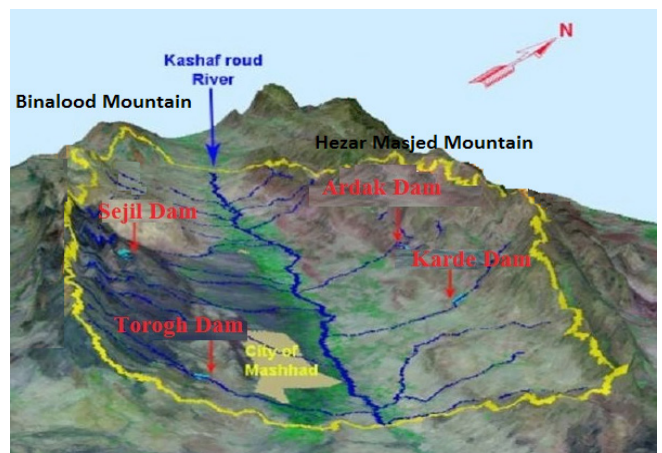 N
Kashaf roud
River
Binalood Mountain
Hezar Masjed Mountain
Ardak Dam
Sejil Dam
Karde Dam
Torogh Dam
City of
Mashhad